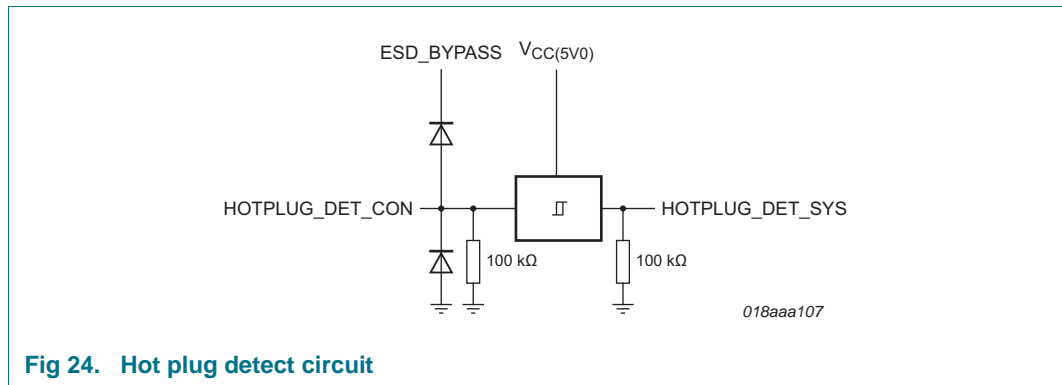 ESD_BYPASS VCC(5V0)
HOTPLUG_DET_CON
HOTPLUG_DET_SYS
100 kΩ
100 kΩ
018aaa107
Fig 24. Hot plug detect circuit